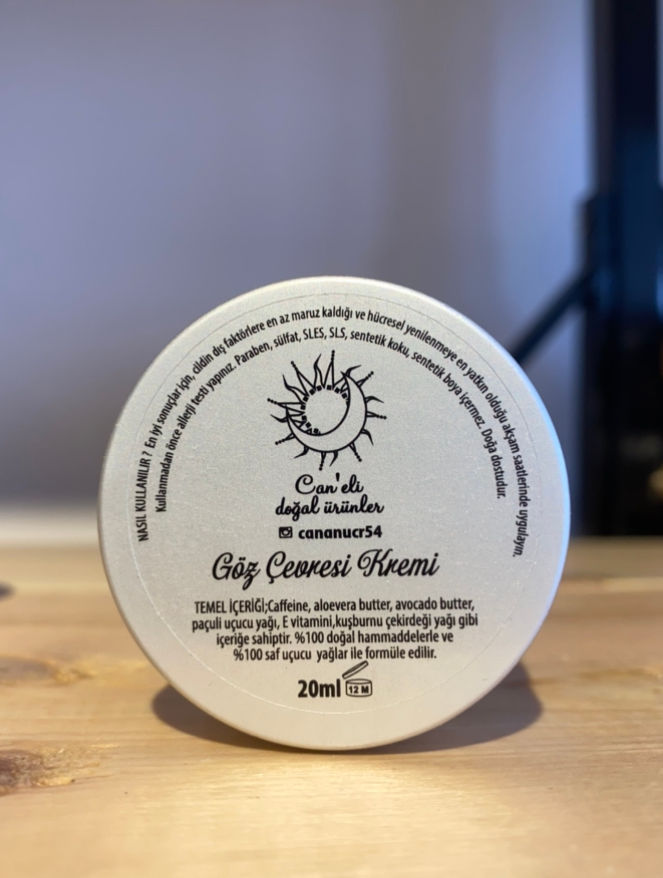 NASIL KULLANILIR ? En iyi sonuçlar için, cildin dış faktörlere en az maruz kaldığı ve hücresel yenilenmeye en yatkın olduğu akşam saatlerinde uygulayın.
Kullanmadan önce allerji testi yapınız. Paraben, sülfat, SLES, SLS, sentetik koku, sentetik boya içermez. Doğa dostudur.
Can'eli
doğal ürünler
cananucr54
Göz Çevresi Kremi
TEMEL İÇERİĞİ;Caffeine, aloevera butter, avocado butter,
paçuli uçucu yağı, E vitamini,kuşburnu çekirdeği yağı gibi
içeriğe sahiptir. %100 doğal hammaddelerle ve
%100 saf uçucu yağlar ile formüle edilir.
20ml 12 M